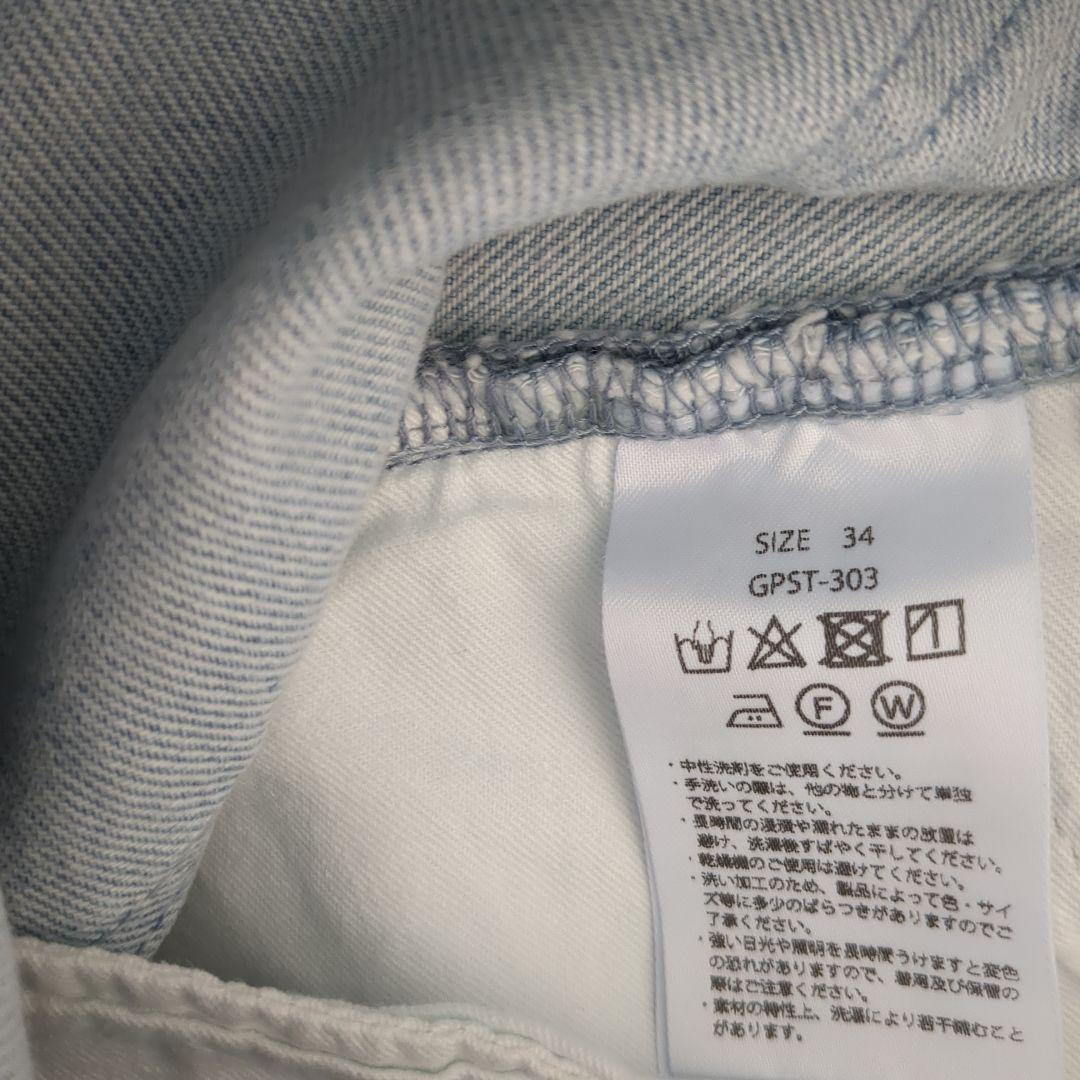 SIZE 34
GPST-303
F W
・中性洗剤をご使用ください。
・手洗いの際は、他の物と分けて単独
で洗ってください。
・長時間の浸漬や濡れたままの放置は
避け、洗濯後すばやく干してください。
・乾燥機のご使用は避けてください。
・洗い加工のため、製品によって色・サイ
ズ等に多少のばらつきがありますのでご
了承ください。
・強い日光や照明を長時間うけますと変色
の恐れがありますので、着用及び保管の
際はご注意ください。
・素材の特性上、洗濯により若干縮むこと
があります。